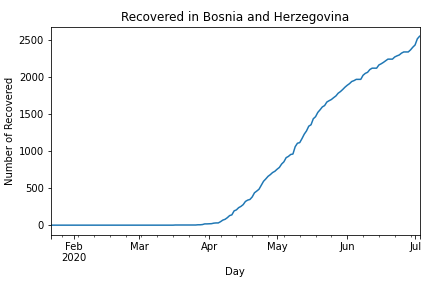 Recovered in Bosnia and Herzegovina
Number of Recovered
2500
2000
1500
1000
500
0
Feb Mar Apr May Jun Jul
2020
Day